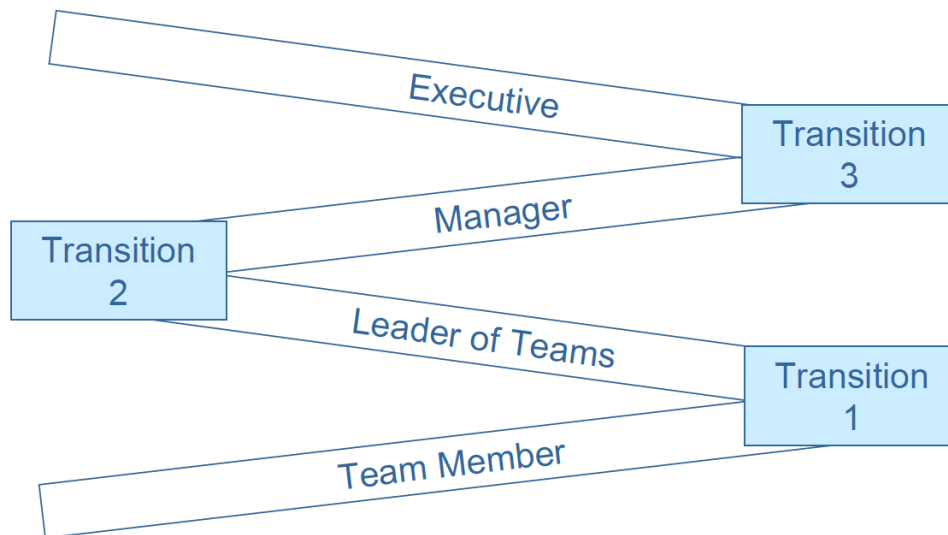 Executive
Transition
3
Manager
Transition
2
Leader of Teams
Transition
1
Team Member